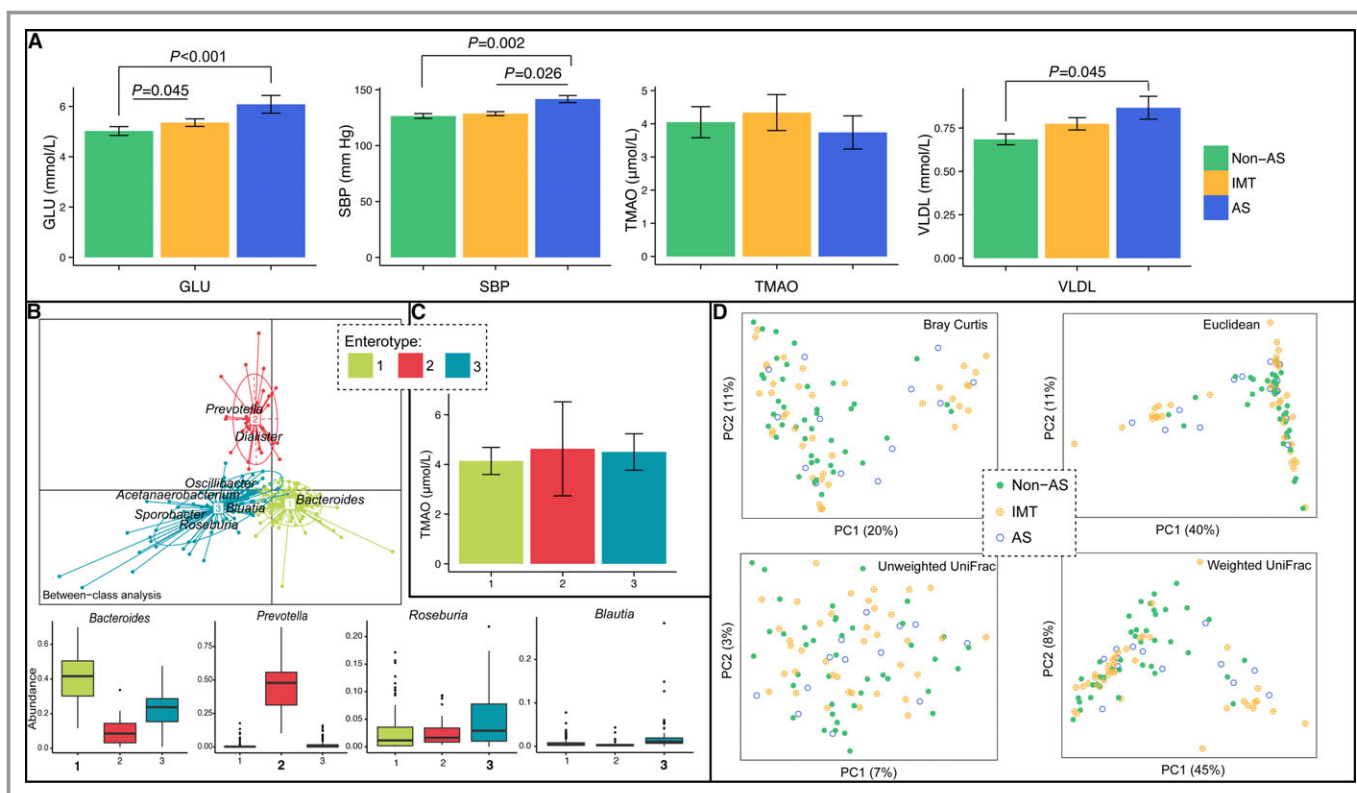 A
P<0.001
P=0.045
GLU (mmol/L)
6
4
2
0
GLU
P=0.002
P=0.026
SBP (mm Hg)
150
100
50
0
SBP
TMAO (μmol/L)
5
4
3
2
1
0
TMAO
P=0.045
VLDL (mmol/L)
0.75
0.50
0.25
0.00
VLDL
Non-AS
IMT
AS
B
Prevotella
2
Dialister
Oscillibacter
Acetanaerobacterium
Bacteroides
1
Sporobacter
3
Blutia
Roseburia
Between-class analysis
Enterotype:
1
2
3
C
TMAO (μmol/L)
6
4
2
0
1
2
3
Bacteroides
Abundance
0.6
0.4
0.2
0.0
1
2
3
Prevotella
0.75
0.50
0.25
0.00
1
2
3
Roseburia
0.20
0.15
0.10
0.05
0.00
1
2
3
Blautia
0.2
0.1
0.0
1
2
3
D
Bray Curtis
PC2 (11%)
PC1 (20%)
Euclidean
PC2 (11%)
PC1 (40%)
Non-AS
IMT
AS
Unweighted UniFrac
PC2 (3%)
PC1 (7%)
Weighted UniFrac
PC2 (8%)
PC1 (45%)